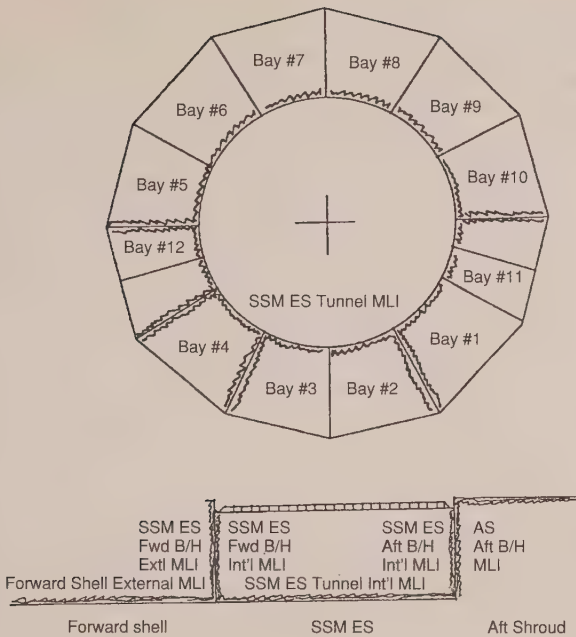 Bay #7
Bay #8
Bay #6
Bay #9
Bay #5
Bay #10
Bay #12
Bay #11
SSM ES Tunnel MLI
Bay #4
Bay #1
Bay #3
Bay #2
SSM ES
Fwd B/H
Extl MLI
Forward Shell External MLI
SSM ES
Fwd B/H
Int'l MLI
SSM ES
Aft B/H
Int'l MLI
SSM ES Tunnel Int'l MLI
AS
Aft B/H
MLI
Forward shell
SSM ES
Aft Shroud